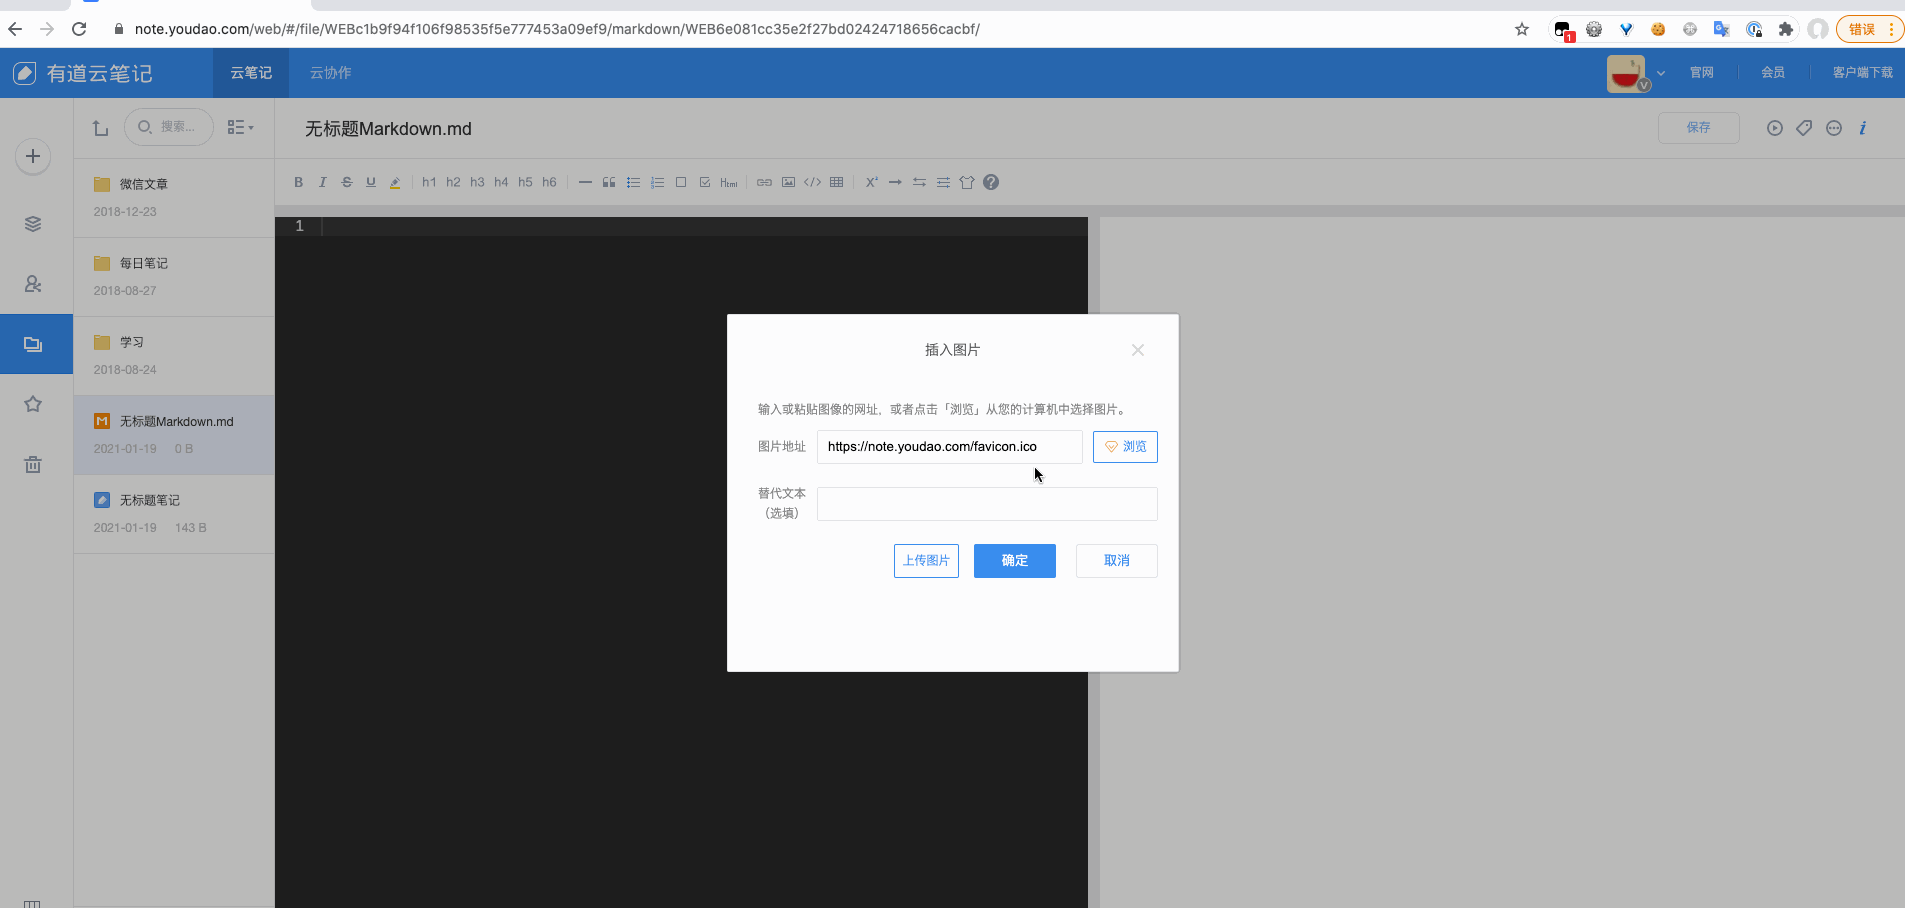 note.youdao.com/web/#/file/WEBc1b9f94f106f98535f5e777453a09ef9/markdown/WEB6e081cc35e2f27bd02424718656cacbf/
1
错误
有道云笔记
云笔记
云协作
V
官网
会员
客户端下载
搜索...
无标题Markdown.md
保存
B I S U h1 h2 h3 h4 h5 h6 Html </> X²
微信文章
2018-12-23
每日笔记
2018-08-27
学习
2018-08-24
M 无标题Markdown.md
2021-01-19 0 B
无标题笔记
2021-01-19 143 B
1
插入图片
输入或粘贴图像的网址，或者点击「浏览」从您的计算机中选择图片。
图片地址
https://note.youdao.com/favicon.ico
浏览
替代文本
（选填）
上传图片
确定
取消